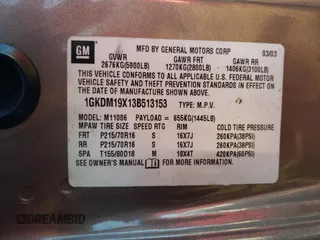 GM
MFD BY GENERAL MOTORS CORP 03/03
GVWR GAWR FRT GAWR RR
2676KG(5900LB) 1270KG(2800LB) 1406KG(3100LB)
THIS VEHICLE CONFORMS TO ALL APPLICABLE U.S. FEDERAL
MOTOR VEHICLE SAFETY AND THEFT PREVENTION STANDARDS IN
EFFECT ON THE DATE OF MANUFACTURE SHOWN ABOVE.
1GKDM19X13B513153 TYPE: M.P.V.
MODEL: M11006 PAYLOAD = 655KG(1445LB)
TIRE SIZE SPEED RTG RIM COLD TIRE PRESSURE
FRT P215/70R16 S 16X7J 260KPA(38PSI)
RR P215/70R16 S 16X7J 260KPA(38PSI)
SPA T155/80D18 M 18X4T 420KPA(60PSI)
SEE OWNER'S MANUAL FOR MORE INFORMATION.
©DREAMBID